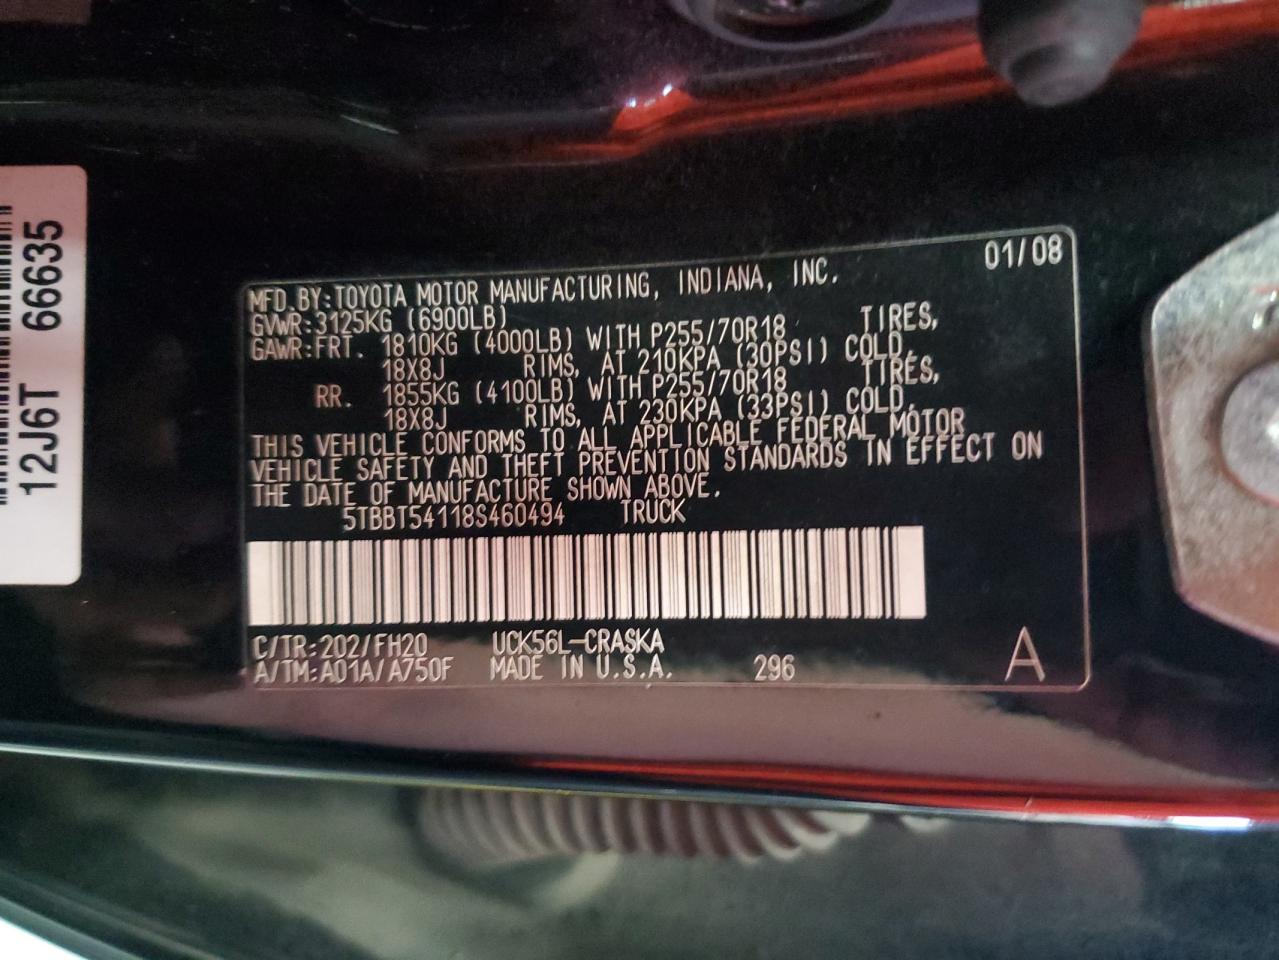 12J6T 66635
MFD.BY:TOYOTA MOTOR MANUFACTURING, INDIANA, INC. 01/08
GVWR:3125KG (6900LB)
GAWR:FRT. 1810KG (4000LB) WITH P255/70R18 TIRES,
18X8J RIMS, AT 210KPA (30PSI) COLD.
RR. 1855KG (4100LB) WITH P255/70R18 TIRES,
18X8J RIMS, AT 230KPA (33PSI) COLD.
THIS VEHICLE CONFORMS TO ALL APPLICABLE FEDERAL MOTOR
VEHICLE SAFETY AND THEFT PREVENTION STANDARDS IN EFFECT ON
THE DATE OF MANUFACTURE SHOWN ABOVE.
5TBBT54118S460494 TRUCK
C/TR:202/FH20 UCK56L-CRASKA
A/TM:A01A/A750F MADE IN U.S.A. 296 A